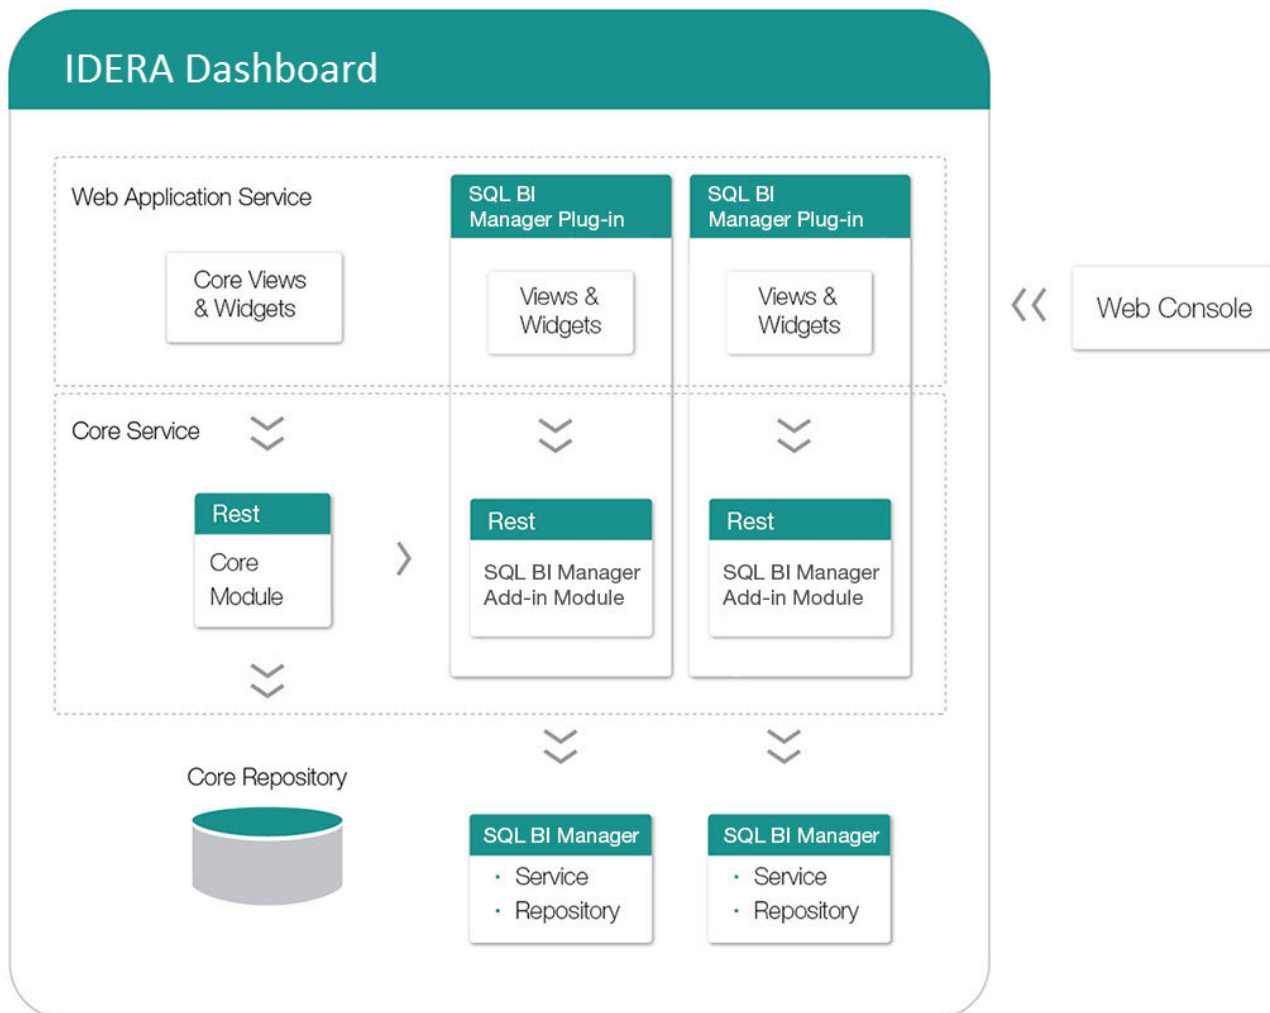 IDERA Dashboard
Web Application Service
Core Views
& Widgets
SQL BI
Manager Plug-in
Views &
Widgets
SQL BI
Manager Plug-in
Views &
Widgets
Web Console
Core Service
Rest
Core
Module
Rest
SQL BI Manager
Add-in Module
Rest
SQL BI Manager
Add-in Module
Core Repository
SQL BI Manager
· Service
· Repository
SQL BI Manager
· Service
· Repository